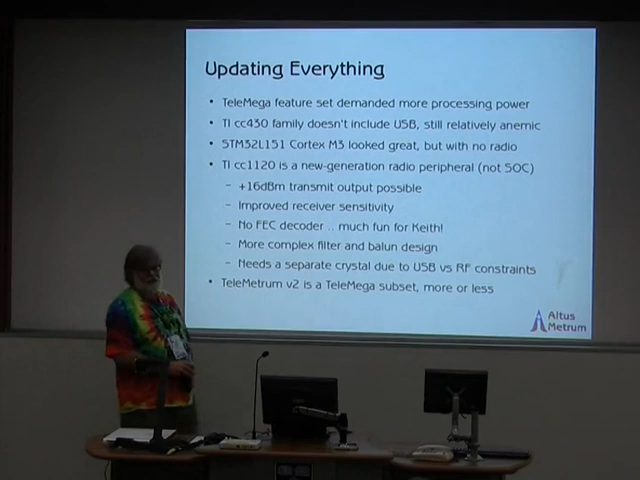 Updating Everything
• TeleMega feature set demanded more processing power
• TI cc430 family doesn't include USB, still relatively anemic
• STM32L151 Cortex M3 looked great, but with no radio
• TI cc1120 is a new-generation radio peripheral (not SOC)
– +16dBm transmit output possible
– Improved receiver sensitivity
– No FEC decoder .. much fun for Keith!
– More complex filter and balun design
– Needs a separate crystal due to USB vs RF constraints
• TeleMetrum v2 is a TeleMega subset, more or less
Altus
Metrum